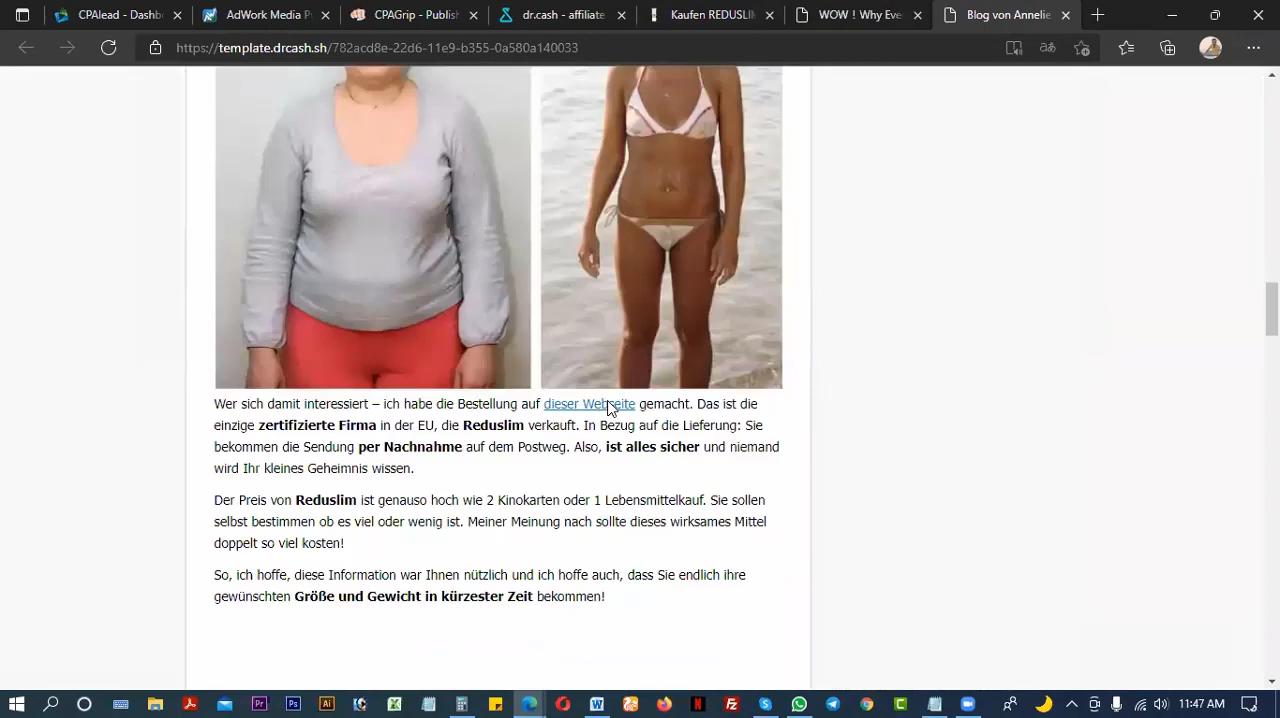 CPAlead - Dashb
AdWork Media P
CPAGrip - Publish
dr.cash - affiliate
Kaufen REDUSLIM
WOW ! Why Eve
Blog von Annelie
https://template.drcash.sh/782acd8e-22d6-11e9-b355-0a580a140033
Wer sich damit interessiert – ich habe die Bestellung auf dieser Webseite gemacht. Das ist die
einzige zertifizierte Firma in der EU, die Reduslim verkauft. In Bezug auf die Lieferung: Sie
bekommen die Sendung per Nachnahme auf dem Postweg. Also, ist alles sicher und niemand
wird Ihr kleines Geheimnis wissen.
Der Preis von Reduslim ist genauso hoch wie 2 Kinokarten oder 1 Lebensmittelkauf. Sie sollen
selbst bestimmen ob es viel oder wenig ist. Meiner Meinung nach sollte dieses wirksames Mittel
doppelt so viel kosten!
So, ich hoffe, diese Information war Ihnen nützlich und ich hoffe auch, dass Sie endlich ihre
gewünschten Größe und Gewicht in kürzester Zeit bekommen!
11:47 AM